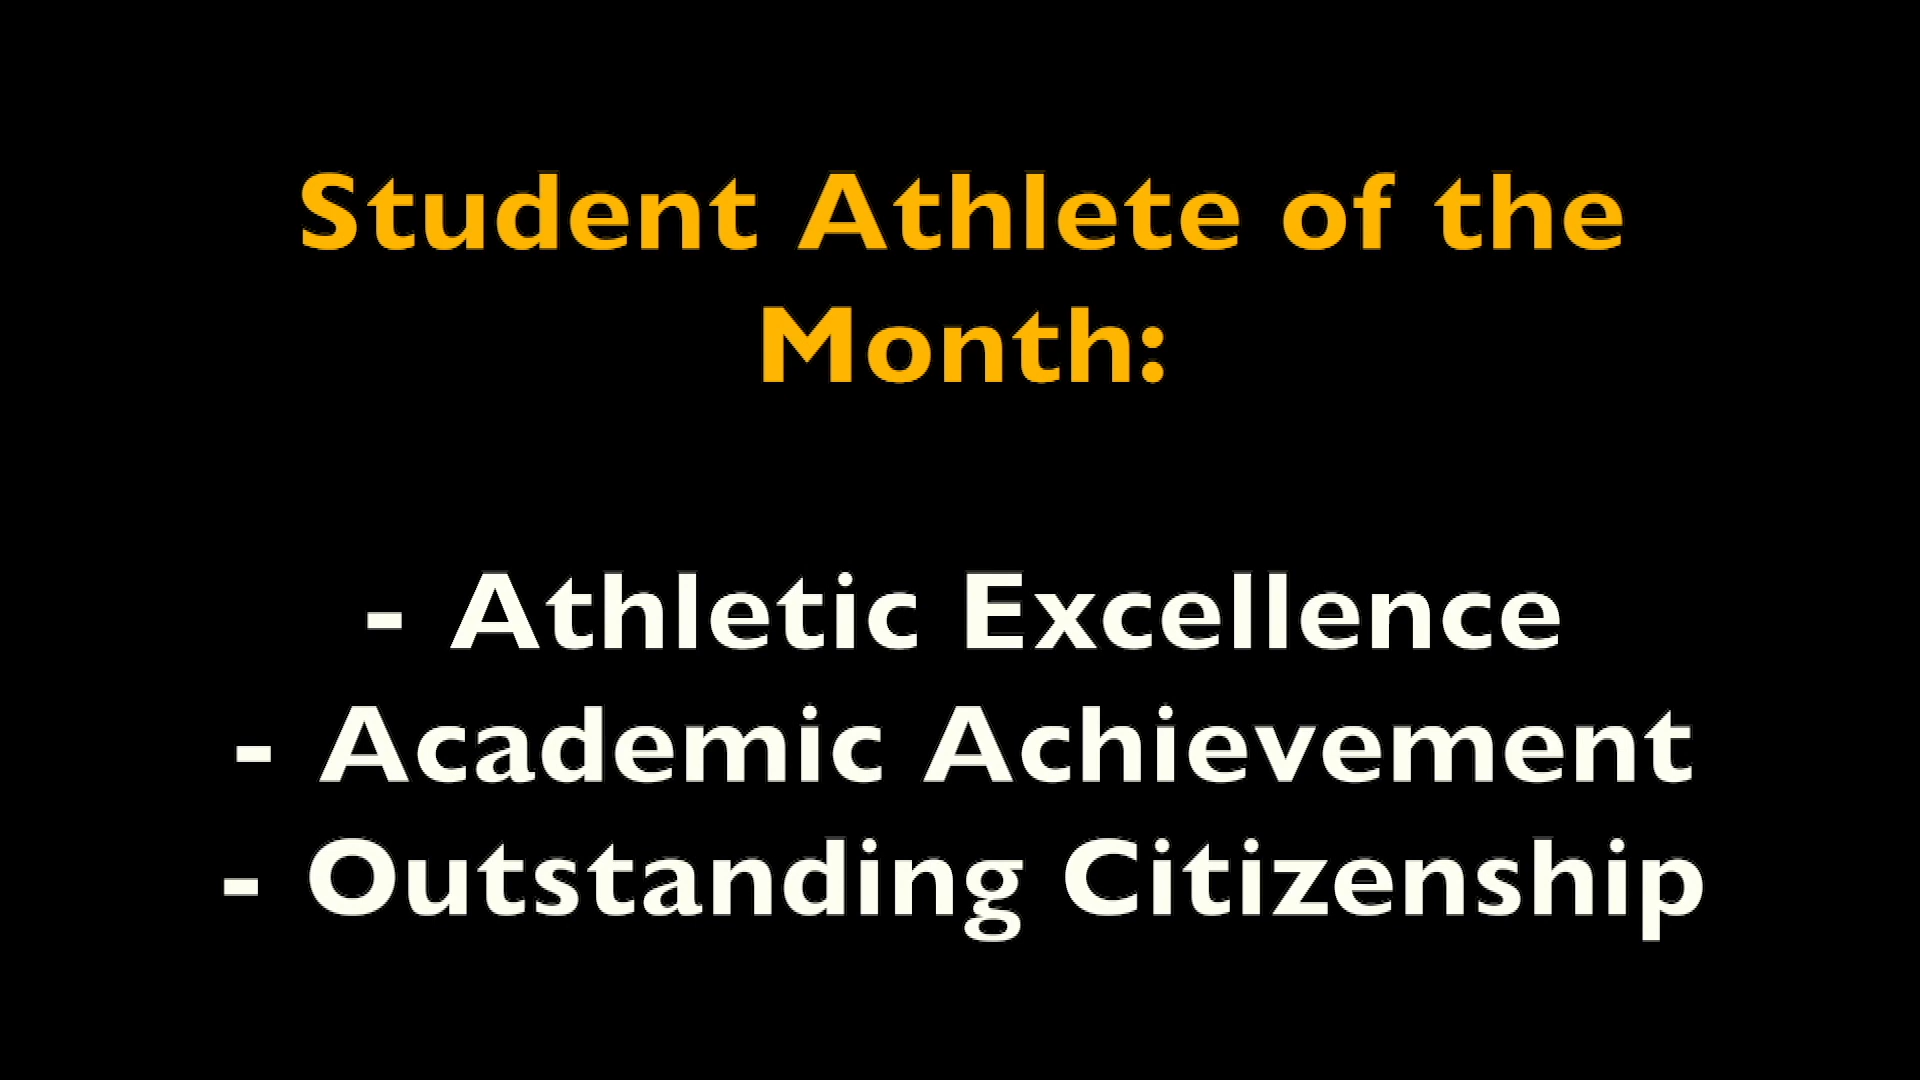 Student Athlete of the
Month:
- Athletic Excellence
- Academic Achievement
- Outstanding Citizenship